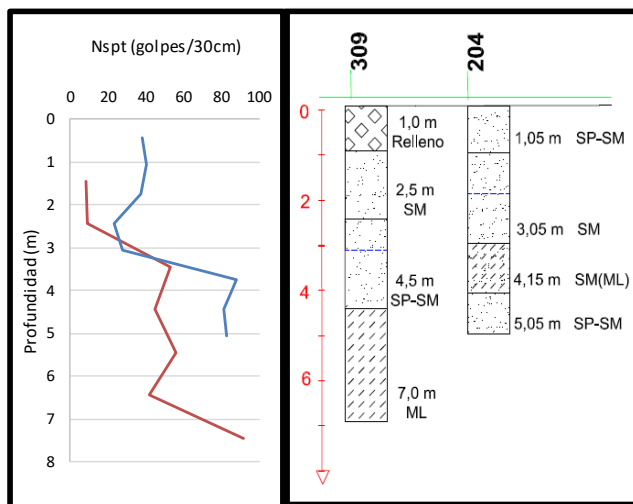 Nspt (golpes/30cm)
0 20 40 60 80 100
Profundidad (m)
0
1
2
3
4
5
6
7
8
309
204
0
2
4
6
1,0 m
Relleno
2,5 m
SM
4,5 m
SP-SM
7,0 m
ML
1,05 m SP-SM
3,05 m SM
4,15 m SM(ML)
5,05 m SP-SM